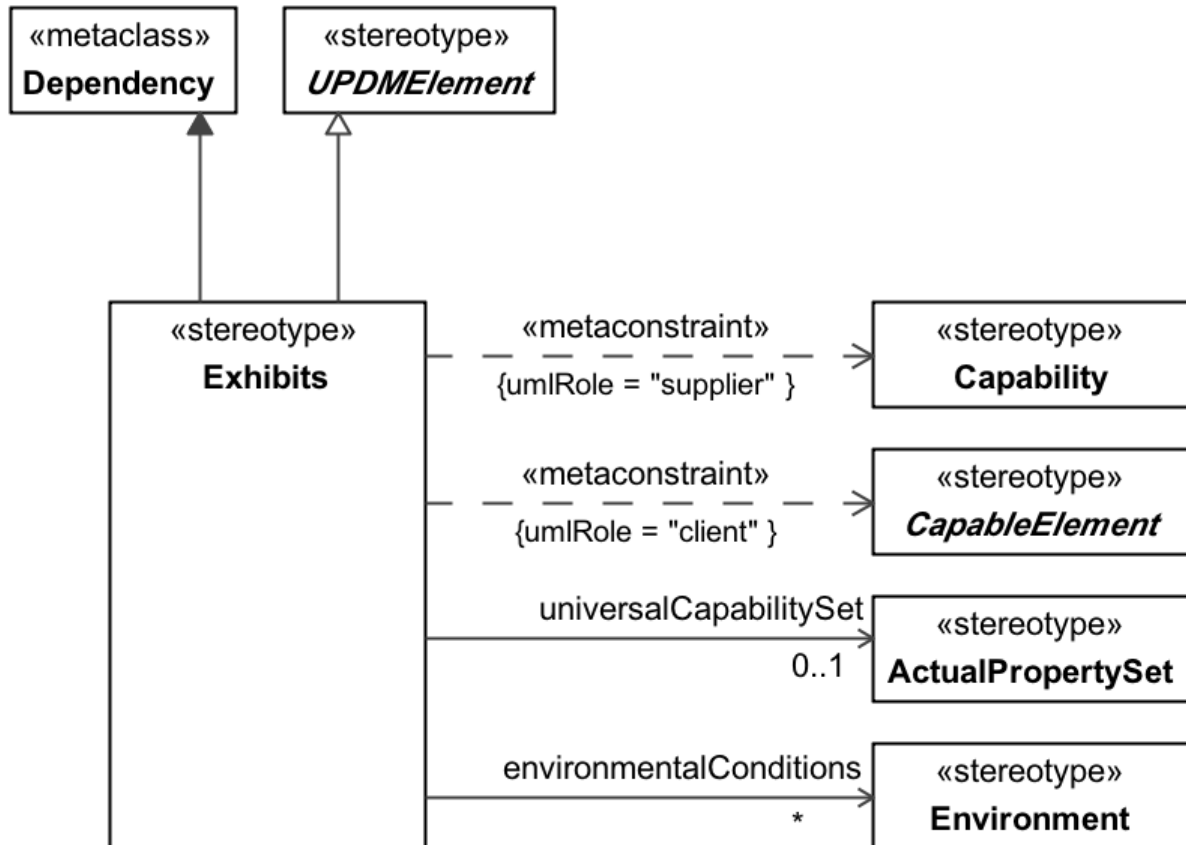 «metaclass»
Dependency
«stereotype»
UPDMElement
«stereotype»
Exhibits
«metaconstraint»
{umlRole = "supplier" }
«stereotype»
Capability
«metaconstraint»
{umlRole = "client" }
«stereotype»
CapableElement
universalCapabilitySet
0..1
«stereotype»
ActualPropertySet
environmentalConditions
*
«stereotype»
Environment